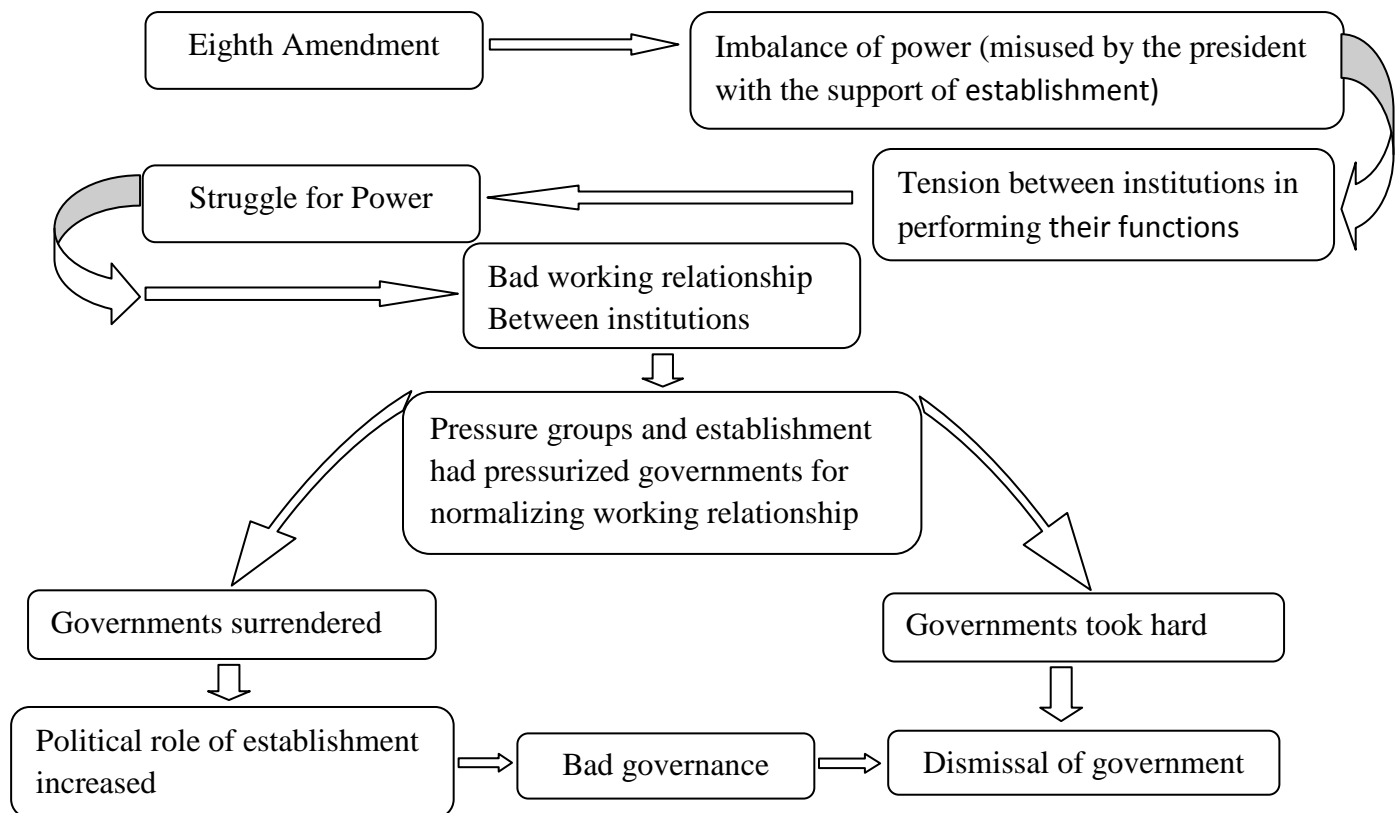 Eighth Amendment
Imbalance of power (misused by the president
with the support of establishment)
Tension between institutions in
performing their functions
Struggle for Power
Bad working relationship
Between institutions
Pressure groups and establishment
had pressurized governments for
normalizing working relationship
Governments surrendered
Governments took hard
Political role of establishment
increased
Bad governance
Dismissal of government